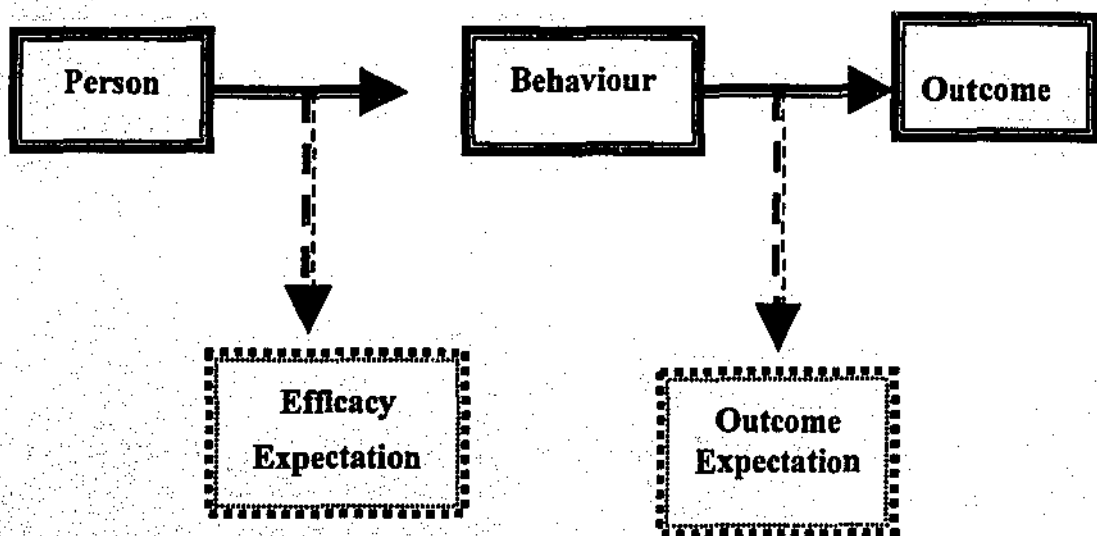 Person
Behaviour
Outcome
Efficacy
Expectation
Outcome
Expectation